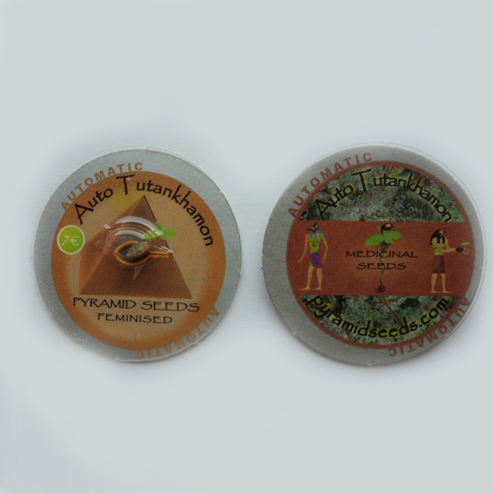 AUTOMATIC
Auto Tutankhamon
7€
PYRAMID SEEDS
FEMINISED
AUTOMATIC
AUTOMATIC
Auto Tutankhamon
MEDICINAL
SEEDS
pyramidseeds.com
AUTOMATIC